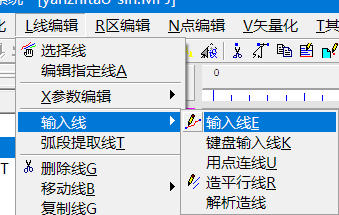 [yanzhitao-sin.MPJ]
L线编辑 R区编辑 N点编辑 V矢量化 T其
选择线
编辑指定线A
X参数编辑
输入线
弧段提取线T
删除线G
移动线B
复制线G
输入线E
键盘输入线K
用点连线U
造平行线R
解析造线
0
T